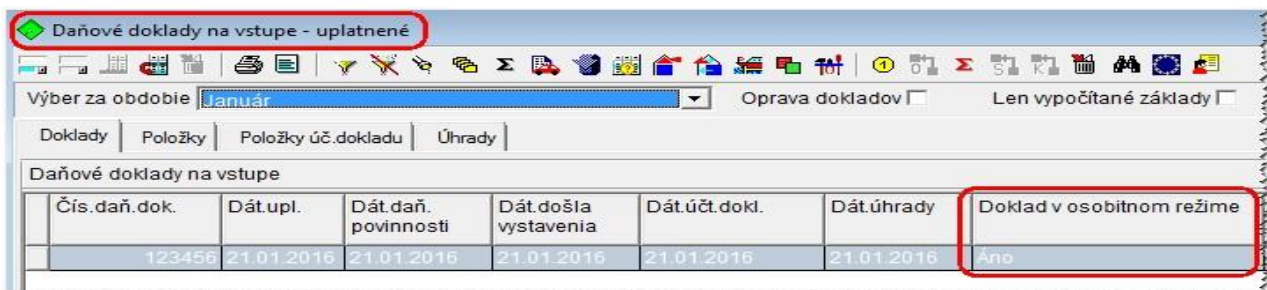 Daňové doklady na vstupe - uplatnené
Výber za obdobie Január Oprava dokladov Len vypočítané základy
Doklady Položky Položky úč.dokladu Úhrady
Daňové doklady na vstupe
Čís.daň.dok. Dát.upl. Dát.daň. povinnosti Dát.došla vystavenia Dát.účt.dokl. Dát.úhrady Doklad v osobitnom režime
123456 21.01.2016 21.01.2016 21.01.2016 21.01.2016 21.01.2016 Áno